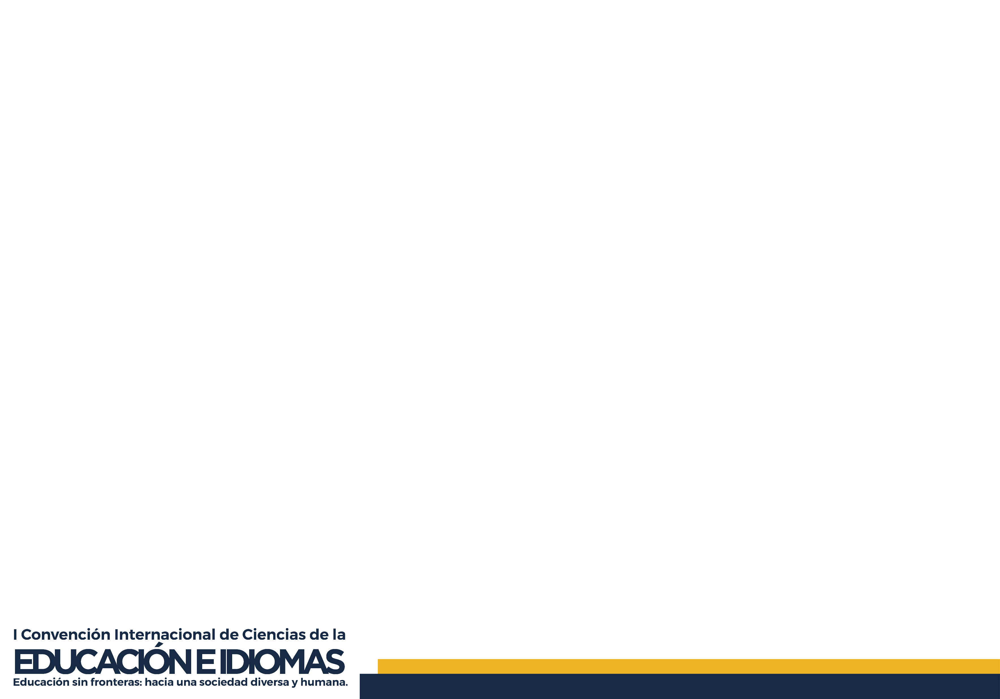 I Convención Internacional de Ciencias de la
EDUCACIÓN E IDIOMAS
Educación sin fronteras: hacia una sociedad diversa y humana.